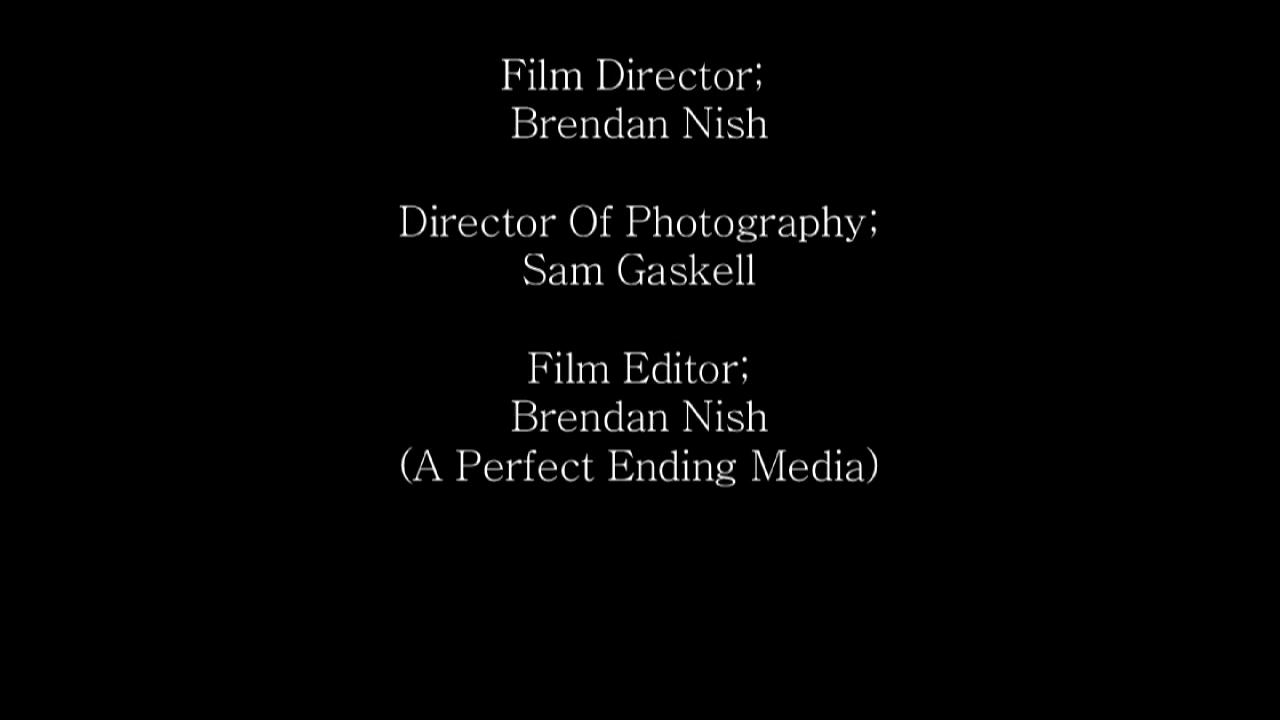 Film Director;
Brendan Nish
Director Of Photography;
Sam Gaskell
Film Editor;
Brendan Nish
(A Perfect Ending Media)